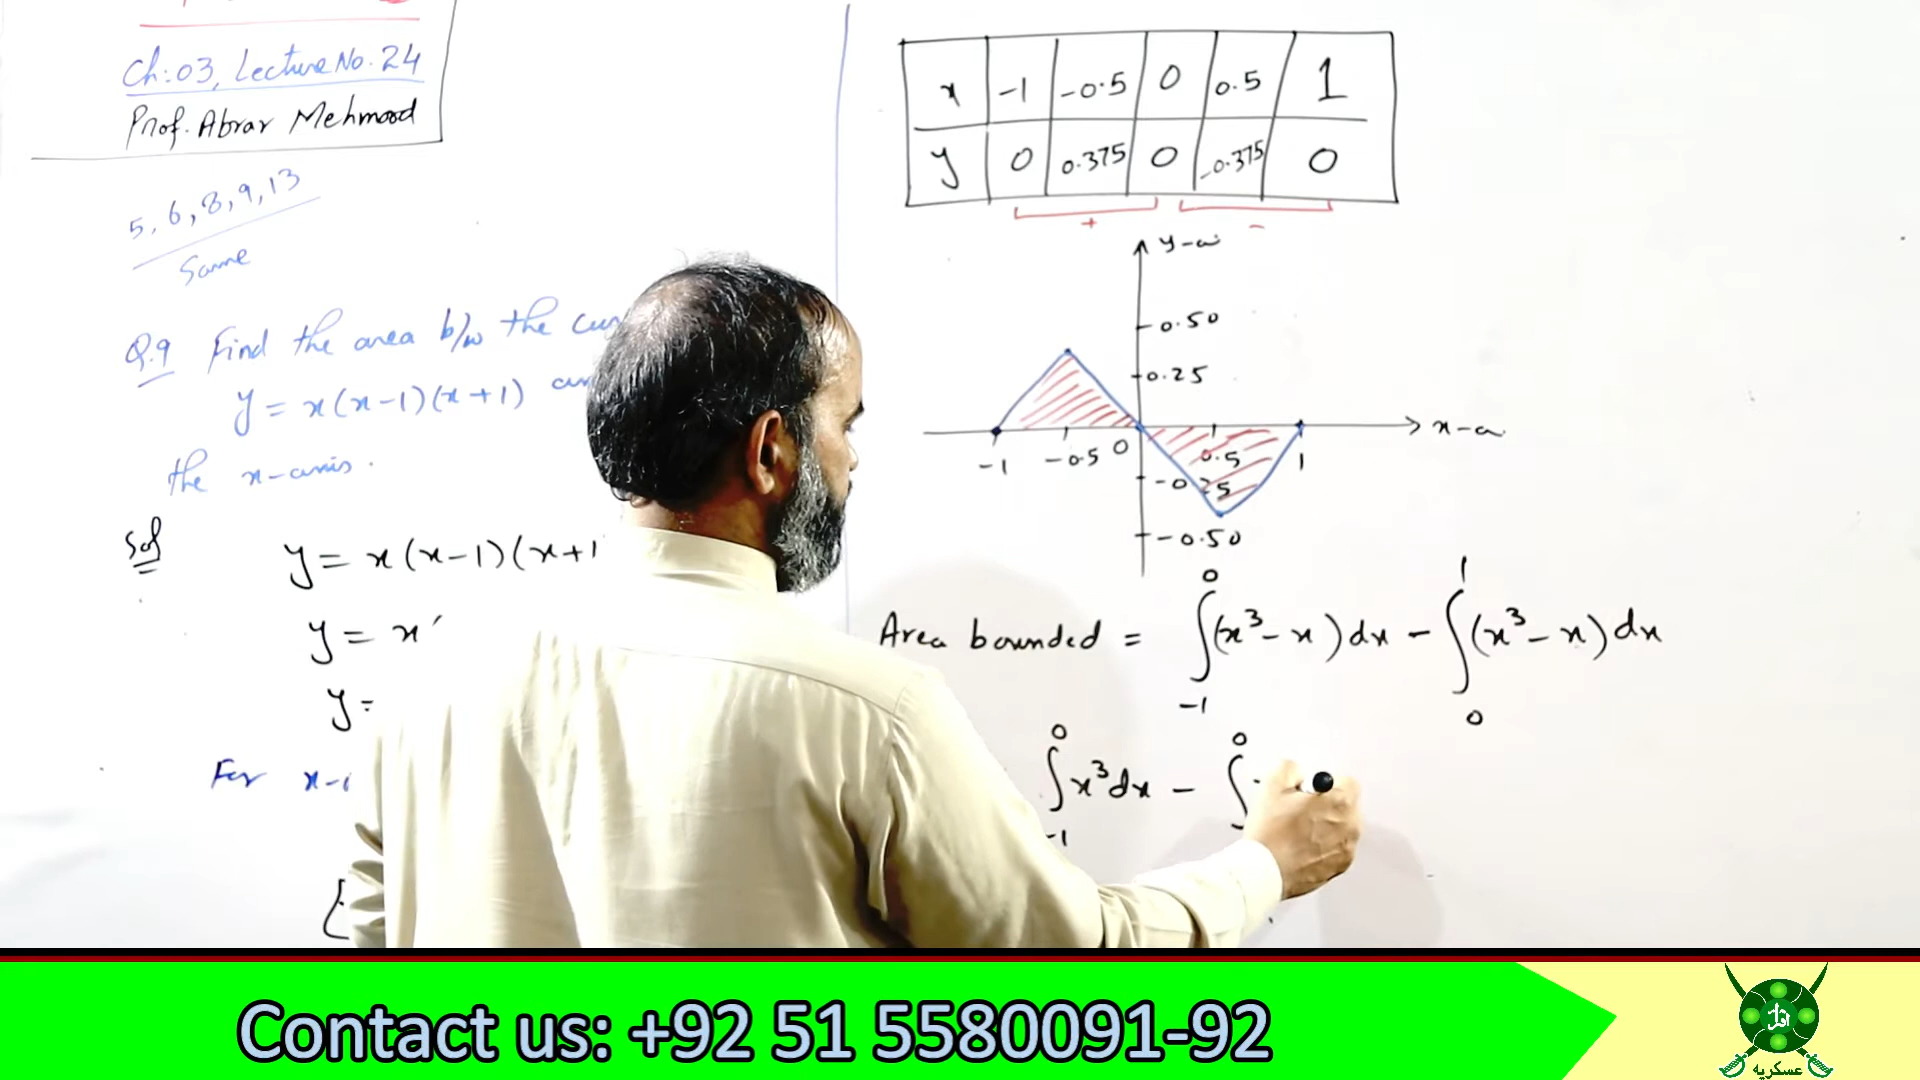 Ch:03, Lecture No. 24
Prof. Abrar Mehmood
5, 6, 8, 9, 13
Same
Q.9 Find the area b/w the
y = x(x-1)(x+1)
the x-axis.
Sol
y = x(x-1)(x+1
y = x
y =
For x-1
x -1 -0.5 0 0.5 1
y 0 0.375 0 -0.375 0
+ -
y-a
0.50
0.25
x-a
-1 -0.5 0 0.5 1
-0.25
-0.50
Area bounded = ∫_{-1}^{0} (x³ - x) dx - ∫_{0}^{1} (x³ - x) dx
∫_{-1}^{0} x³ dx - ∫^{0}
Contact us: +92 51 5580091-92
عسكريه